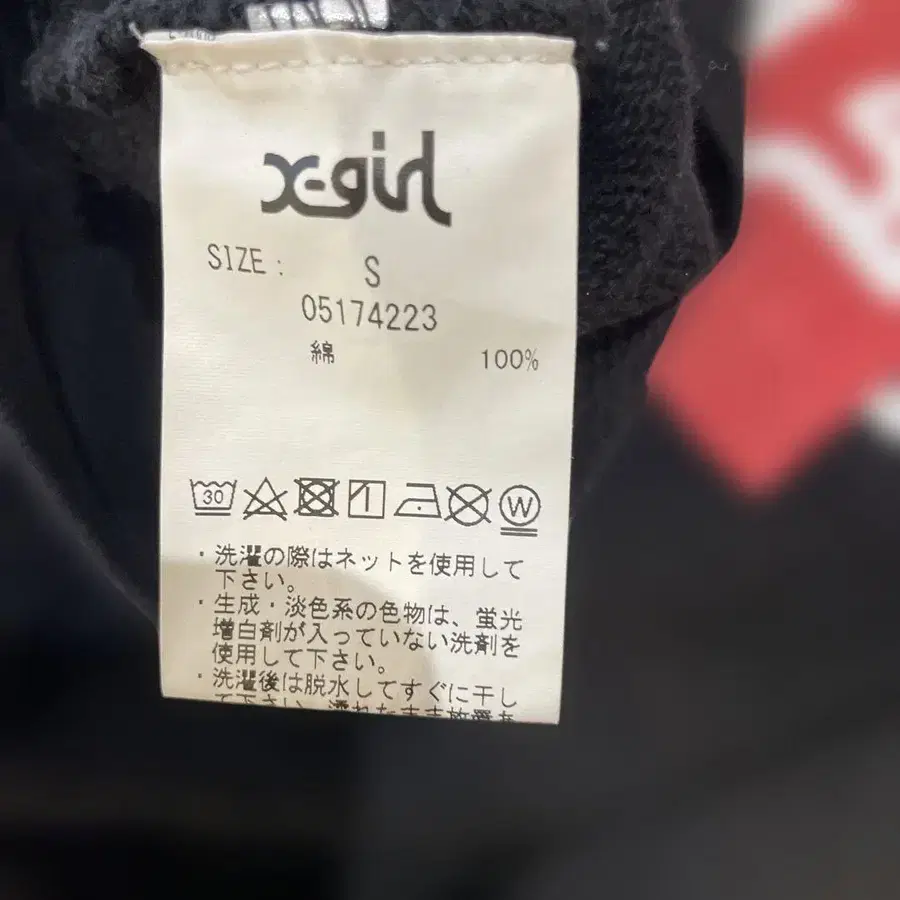 X-girl
SIZE : S
05174223
綿 100%
30
W
・洗濯の際はネットを使用して
下さい。
・生成・淡色系の色物は、蛍光
増白剤が入っていない洗剤を
使用して下さい。
・洗濯後は脱水してすぐに干し